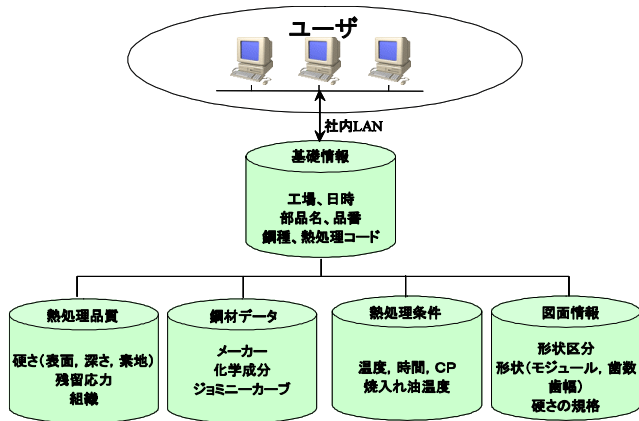 ユーザ
社内LAN
基礎情報
工場、日時
部品名、品番
鋼種、熱処理コード
熱処理品質
硬さ(表面,深さ,素地)
残留応力
組織
鋼材データ
メーカー
化学成分
ジョミニーカーブ
熱処理条件
温度,時間,CP
焼入れ油温度
図面情報
形状区分
形状(モジュール,歯数
歯幅)
硬さの規格